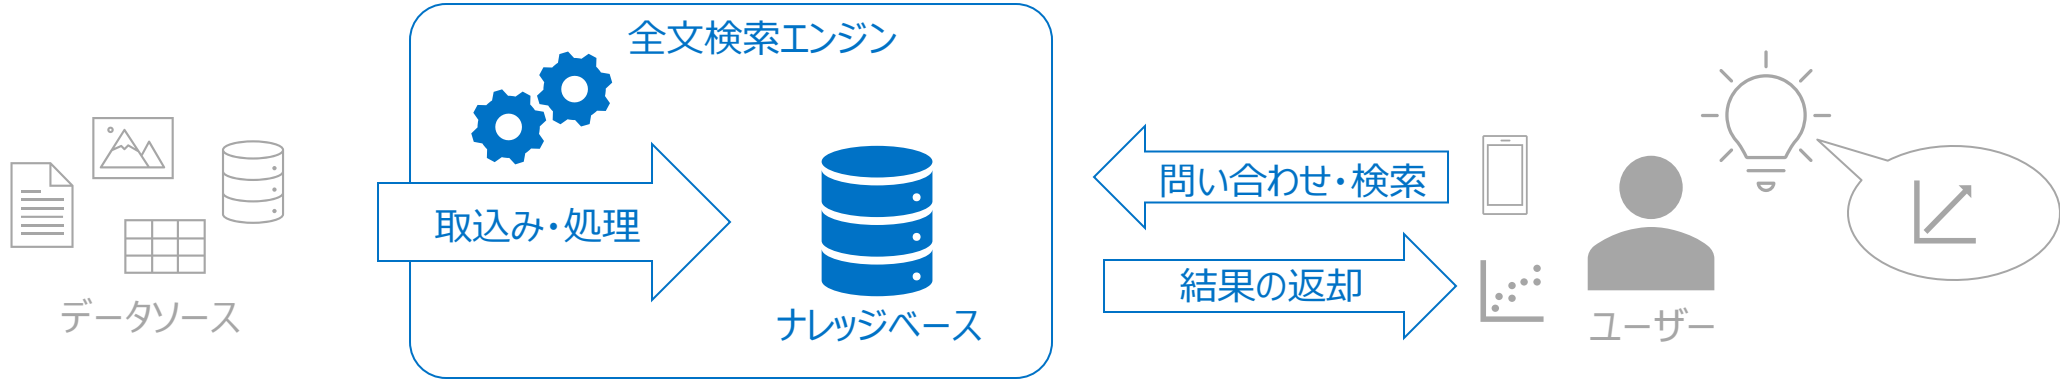 全文検索エンジン
取込み・処理
問い合わせ・検索
結果の返却
データソース
ナレッジベース
ユーザー